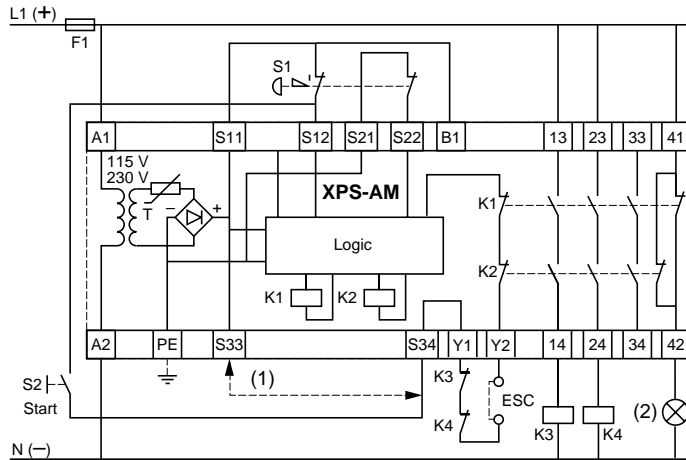 L1 (+)
F1
S1
A1 S11 S12 S21 S22 B1 13 23 33 41
115 V
230 V
T
–
+
XPS-AM
Logic
K1
K2
K1 K2
A2 PE S33 S34 Y1 Y2 14 24 34 42
S2
Start
(1)
K3
K4
ESC
K3
K4
(2)
N (–)